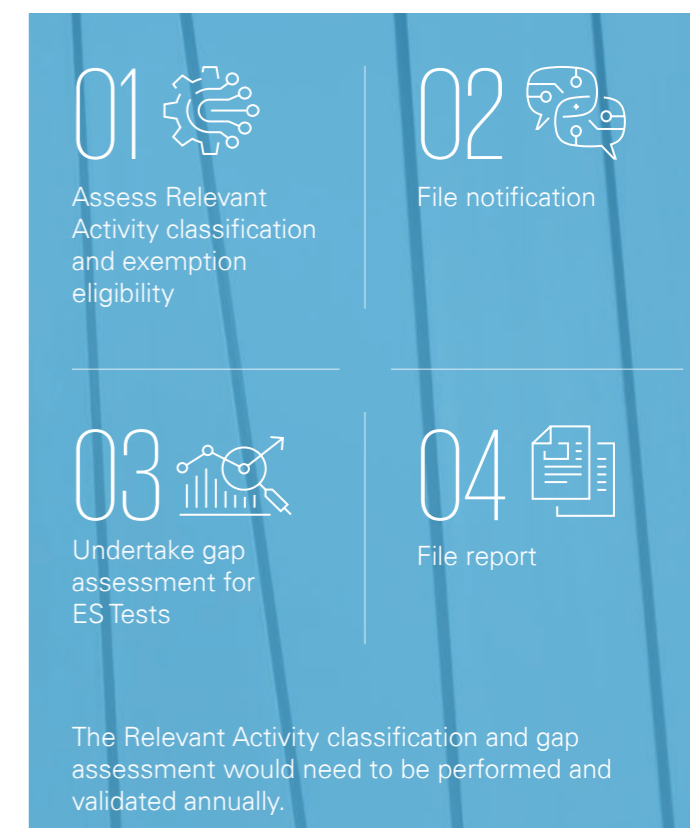 01
Assess Relevant
Activity classification
and exemption
eligibility
02
File notification
03
Undertake gap
assessment for
ES Tests
04
File report
The Relevant Activity classification and gap
assessment would need to be performed and
validated annually.